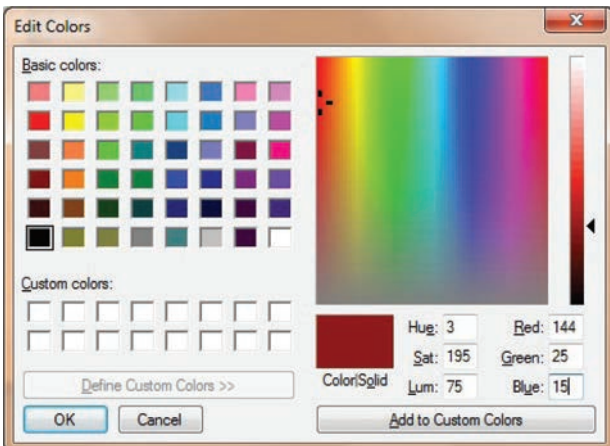 Edit Colors
Basic colors:
Custom colors:
Define Custom Colors >>
OK Cancel
Hue: 3 Red: 144
Sat: 195 Green: 25
Color|Solid Lum: 75 Blue: 15
Add to Custom Colors